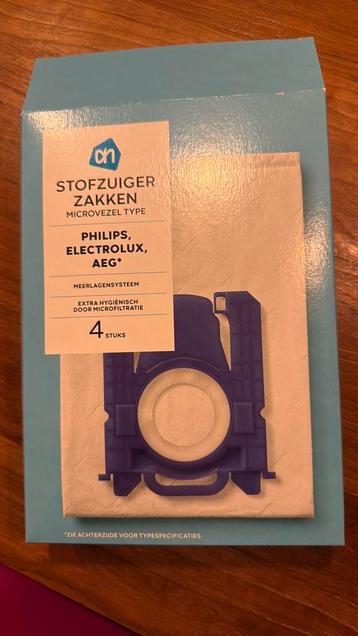 ah
STOFZUIGER
ZAKKEN
MICROVEZEL TYPE
PHILIPS,
ELECTROLUX,
AEG*
MEERLAGENSYSTEEM
EXTRA HYGIËNISCH
DOOR MICROFILTRATIE
4 STUKS
*ZIE ACHTERZIJDE VOOR TYPESPECIFICATIES